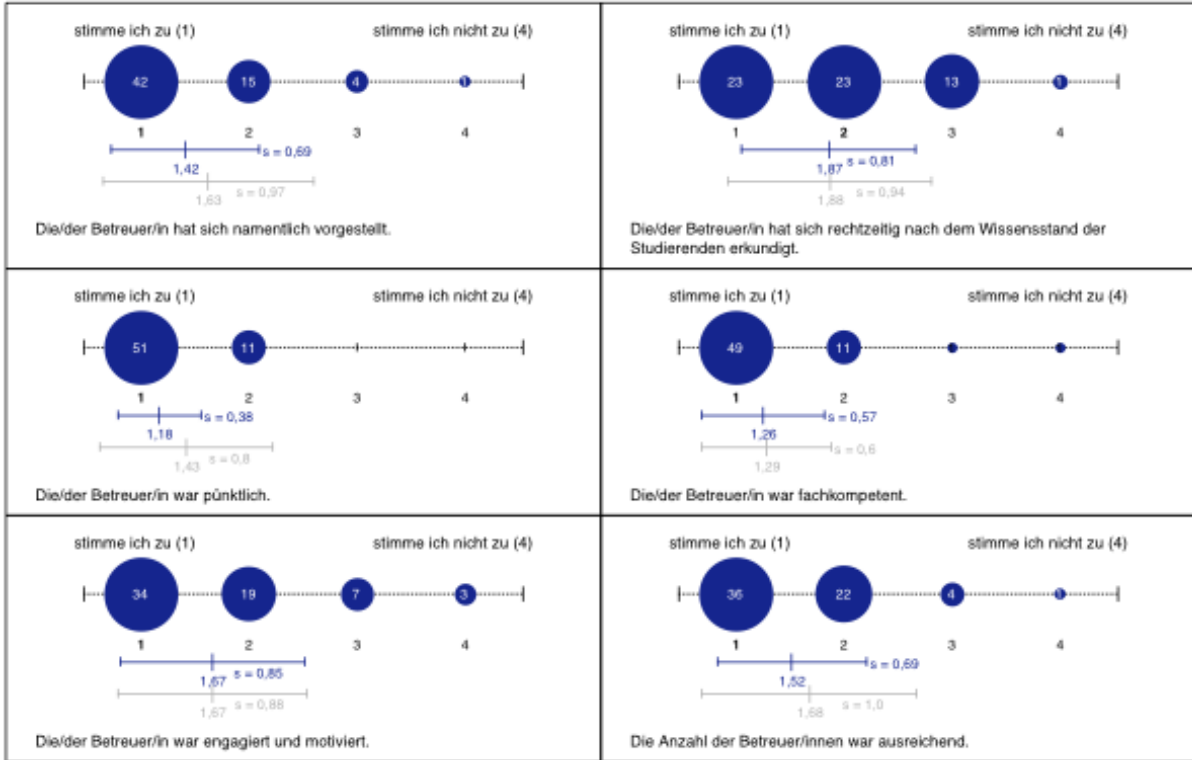 stimme ich zu (1) stimme ich nicht zu (4)
42 15 4 1
1 2 3 4
s = 0,69
1,42
s = 0,97
1,63
Die/der Betreuer/in hat sich namentlich vorgestellt.
stimme ich zu (1) stimme ich nicht zu (4)
23 23 13 1
1 2 3 4
s = 0,81
1,87
s = 0,94
1,88
Die/der Betreuer/in hat sich rechtzeitig nach dem Wissensstand der
Studierenden erkundigt.
stimme ich zu (1) stimme ich nicht zu (4)
51 11
1 2 3 4
s = 0,38
1,18
s = 0,8
1,43
Die/der Betreuer/in war pünktlich.
stimme ich zu (1) stimme ich nicht zu (4)
49 11
1 2 3 4
s = 0,57
1,26
s = 0,6
1,29
Die/der Betreuer/in war fachkompetent.
stimme ich zu (1) stimme ich nicht zu (4)
34 19 7 3
1 2 3 4
s = 0,85
1,67
s = 0,88
1,67
Die/der Betreuer/in war engagiert und motiviert.
stimme ich zu (1) stimme ich nicht zu (4)
36 22 4 1
1 2 3 4
s = 0,69
1,52
s = 1,0
1,68
Die Anzahl der Betreuer/innen war ausreichend.